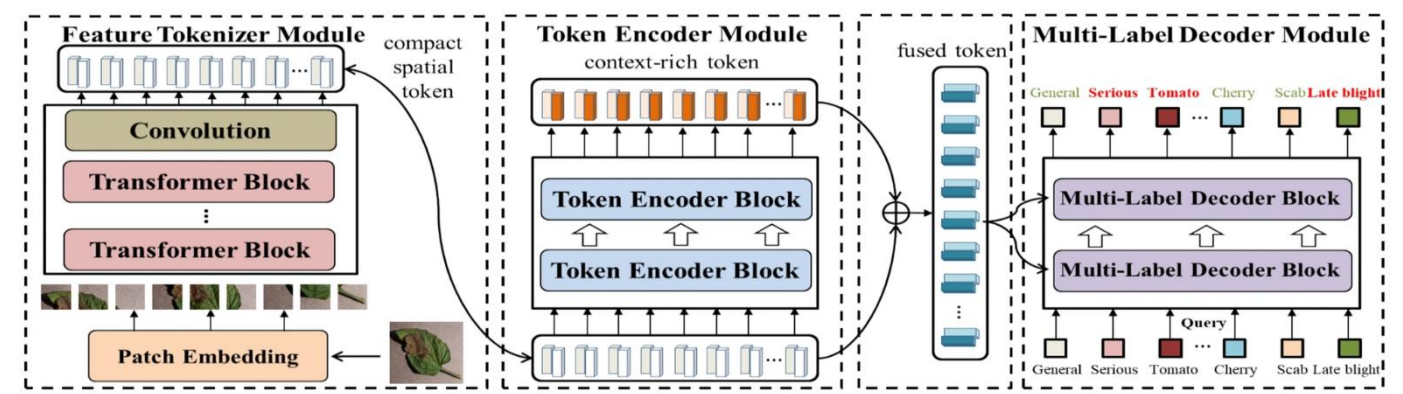 Feature Tokenizer Module
compact
spatial
token
Convolution
Transformer Block
...
Transformer Block
Patch Embedding
Token Encoder Module
context-rich token
Token Encoder Block
Token Encoder Block
fused token
Multi-Label Decoder Module
General Serious Tomato Cherry Scab Late blight
Multi-Label Decoder Block
Multi-Label Decoder Block
Query
General Serious Tomato Cherry Scab Late blight